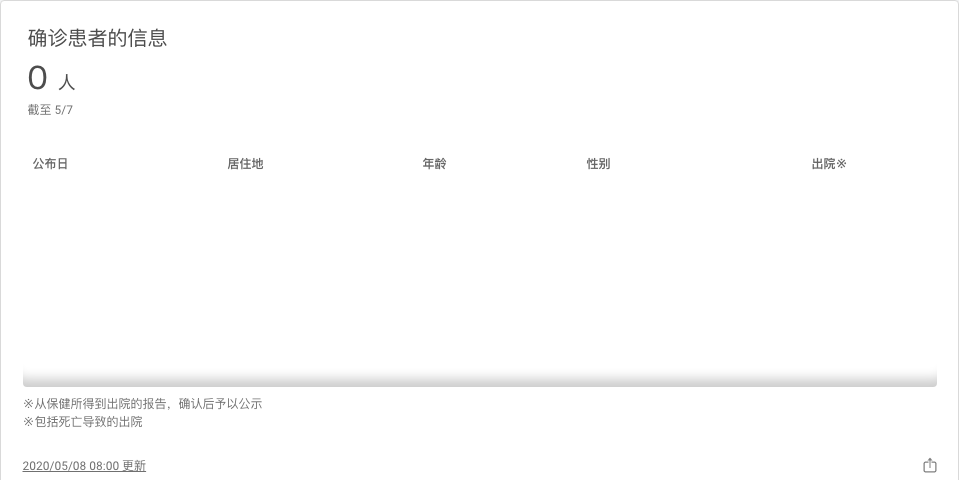 确诊患者的信息
0 人
截至 5/7
公布日 居住地 年龄 性别 出院※
※从保健所得到出院的报告，确认后予以公示
※包括死亡导致的出院
2020/05/08 08:00 更新